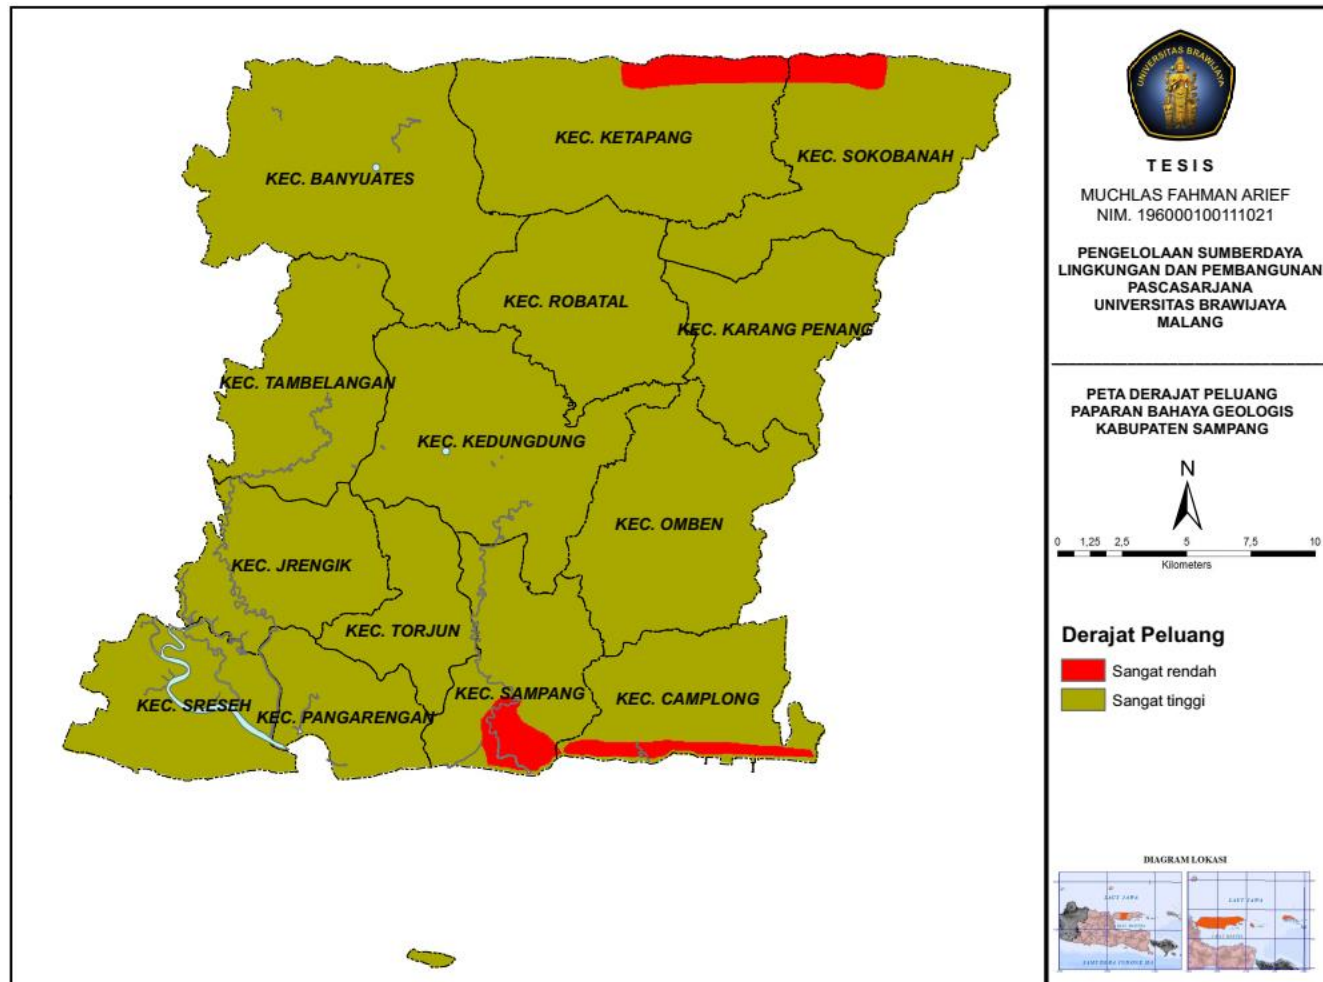 KEC. KETAPANG
KEC. SOKOBANAH
KEC. BANYUATES
KEC. ROBATAL
KEC. KARANG PENANG
KEC. TAMBELANGAN
KEC. KEDUNGDUNG
KEC. OMBEN
KEC. JRENGIK
KEC. TORJUN
KEC. SAMPANG
KEC. CAMPLONG
KEC. SRESEH
KEC. PANGARENGAN
UNIVERSITAS BRAWIJAYA
TESIS
MUCHLAS FAHMAN ARIEF
NIM. 196000100111021
PENGELOLAAN SUMBERDAYA
LINGKUNGAN DAN PEMBANGUNAN
PASCASARJANA
UNIVERSITAS BRAWIJAYA
MALANG
PETA DERAJAT PELUANG
PAPARAN BAHAYA GEOLOGIS
KABUPATEN SAMPANG
N
0 1,25 2,5 5 7,5 10
Kilometers
Derajat Peluang
Sangat rendah
Sangat tinggi
DIAGRAM LOKASI